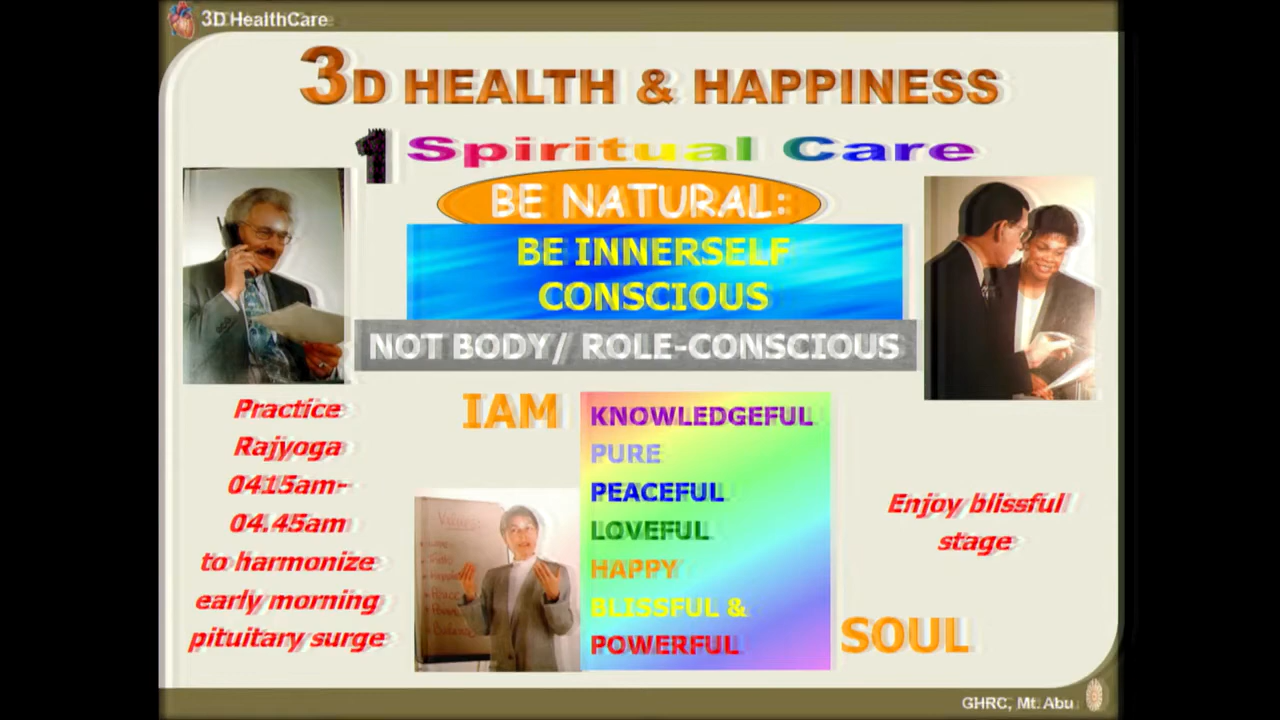 3D HealthCare
3D HEALTH & HAPPINESS
1 Spiritual Care
BE NATURAL:
BE INNERSELF
CONSCIOUS
NOT BODY/ ROLE-CONSCIOUS
Practice
Rajyoga
0415am-
04.45am
to harmonize
early morning
pituitary surge
IAM
KNOWLEDGEFUL
PURE
PEACEFUL
LOVEFUL
HAPPY
BLISSFUL &
POWERFUL
SOUL
Enjoy blissful
stage
GHRC, Mt. Abu